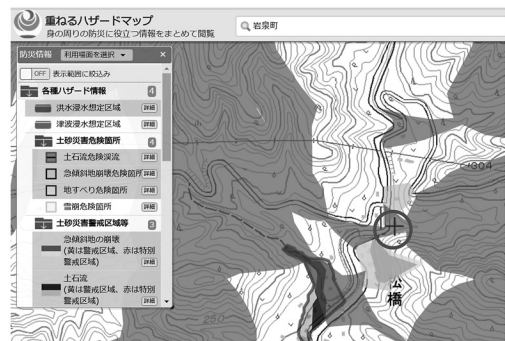 重ねるハザードマップ
身の周りの防災に役立つ情報をまとめて閲覧
岩泉町
防災情報
利用場面を選択
×
OFF 表示範囲に絞込み
各種ハザード情報 4
洪水浸水想定区域 詳細
津波浸水想定区域 詳細
土砂災害危険箇所 4
土石流危険渓流 詳細
急傾斜地崩壊危険箇所 詳細
地すべり危険箇所 詳細
雪崩危険箇所 詳細
土砂災害警戒区域等 3
急傾斜地の崩壊
(黄は警戒区域、赤は特別
警戒区域) 詳細
土石流
(黄は警戒区域、赤は特別
警戒区域) 詳細
304
橋
250